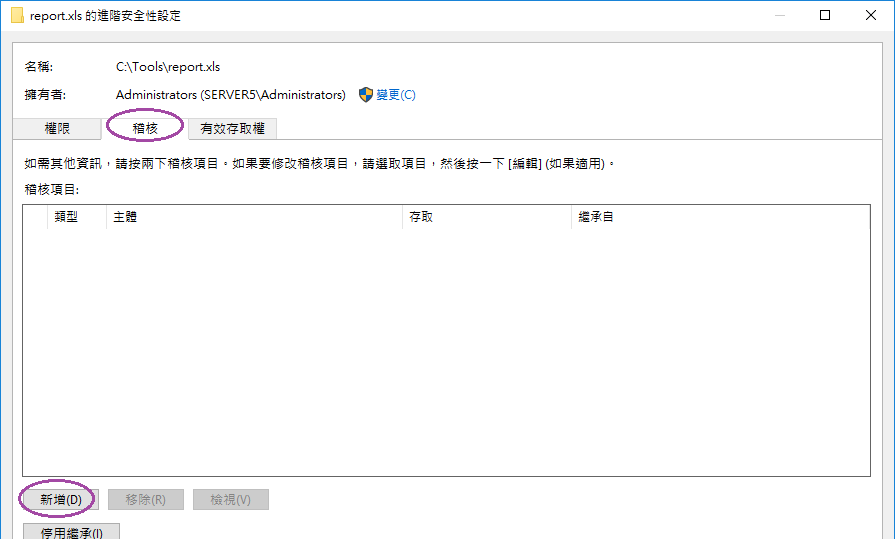 report.xls 的進階安全性設定
名稱: C:\Tools\report.xls
擁有者: Administrators (SERVER5\Administrators) 變更(C)
權限 稽核 有效存取權
如需其他資訊，請按兩下稽核項目。如果要修改稽核項目，請選取項目，然後按一下 [編輯] (如果適用)。
稽核項目:
類型 主體 存取 繼承自
新增(D) 移除(R) 檢視(V)
停用繼承(I)